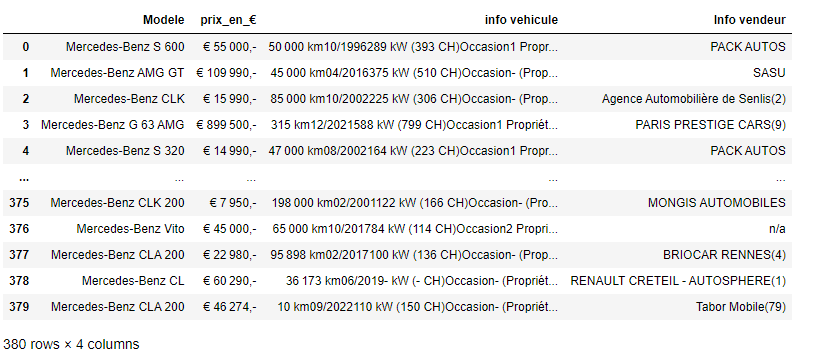 Modele prix_en_€ info vehicule Info vendeur
0 Mercedes-Benz S 600 € 55 000,- 50 000 km10/1996289 kW (393 CH)Occasion1 Propr... PACK AUTOS
1 Mercedes-Benz AMG GT € 109 990,- 45 000 km04/2016375 kW (510 CH)Occasion- (Prop... SASU
2 Mercedes-Benz CLK € 15 990,- 85 000 km10/2002225 kW (306 CH)Occasion- (Prop... Agence Automobilière de Senlis(2)
3 Mercedes-Benz G 63 AMG € 899 500,- 315 km12/2021588 kW (799 CH)Occasion1 Propriét... PARIS PRESTIGE CARS(9)
4 Mercedes-Benz S 320 € 14 990,- 47 000 km08/2002164 kW (223 CH)Occasion1 Propr... PACK AUTOS
... ... ... ... ...
375 Mercedes-Benz CLK 200 € 7 950,- 198 000 km02/2001122 kW (166 CH)Occasion- (Pro... MONGIS AUTOMOBILES
376 Mercedes-Benz Vito € 45 000,- 65 000 km10/201784 kW (114 CH)Occasion2 Propri... n/a
377 Mercedes-Benz CLA 200 € 22 980,- 95 898 km02/2017100 kW (136 CH)Occasion- (Propri... BRIOCAR RENNES(4)
378 Mercedes-Benz CL € 60 290,- 36 173 km06/2019- kW (- CH)Occasion- (Propriét... RENAULT CRETEIL - AUTOSPHERE(1)
379 Mercedes-Benz CLA 200 € 46 274,- 10 km09/2022110 kW (150 CH)Occasion- (Propriét... Tabor Mobile(79)
380 rows × 4 columns